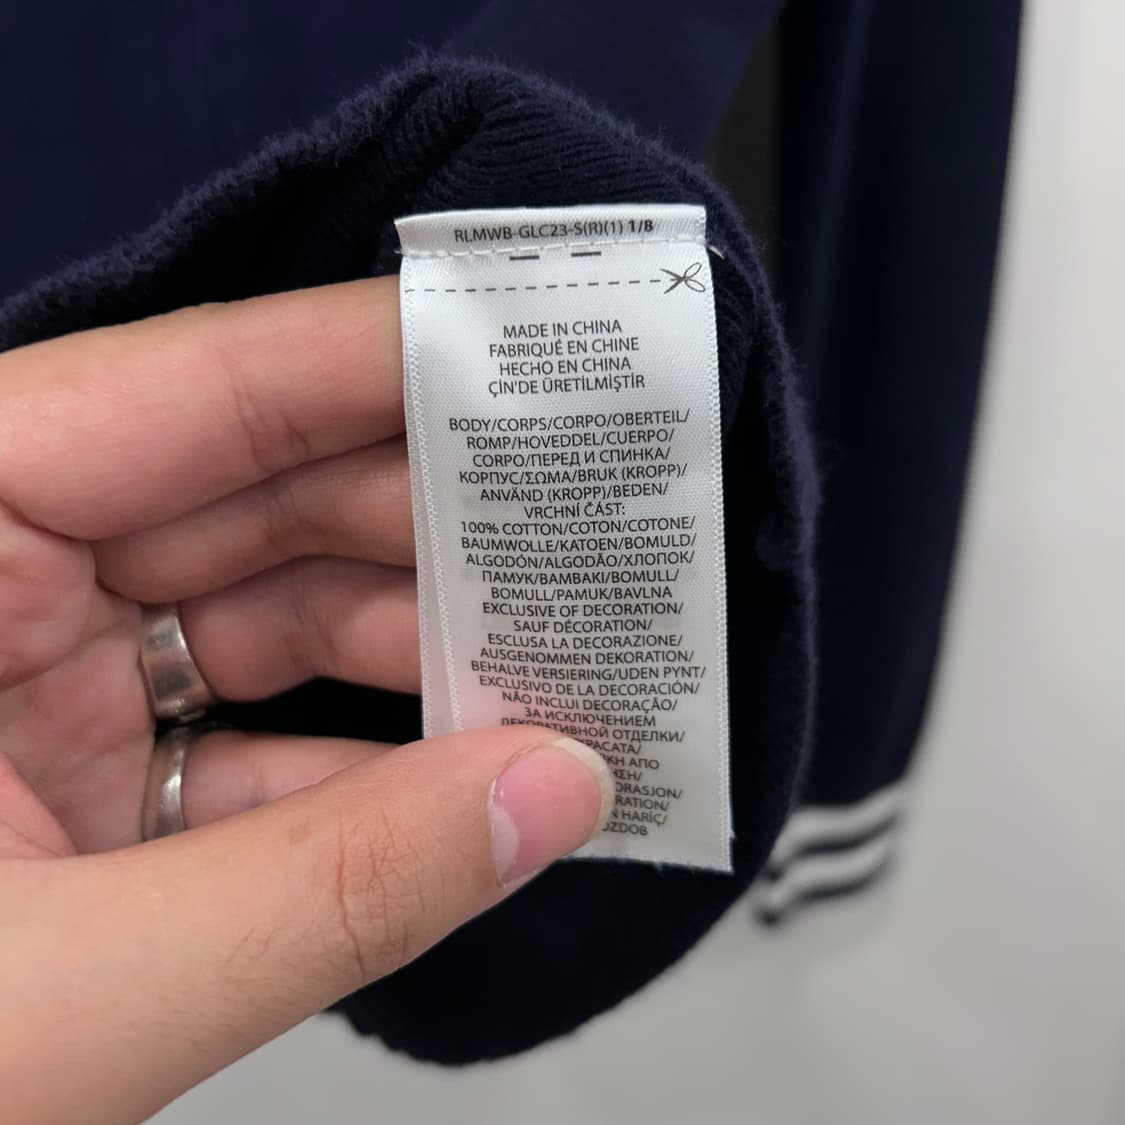 RLMWB-GLC23-S(R)(1) 1/8
MADE IN CHINA
FABRIQUÉ EN CHINE
HECHO EN CHINA
ÇİN'DE ÜRETİLMİŞTİR
BODY/CORPS/CORPO/OBERTEIL/
ROMP/HOVEDDEL/CUERPO/
CORPO/ПЕРЕД И СПИНКА/
КОРПУС/ΣΩΜΑ/BRUK (KROPP)/
ANVÄND (KROPP)/BEDEN/
VRCHNÍ ČÁST:
100% COTTON/COTON/COTONE/
BAUMWOLLE/KATOEN/BOMULD/
ALGODÓN/ALGODÃO/ХЛОПОК/
ПАМУК/ΒΑΜΒΑΚΙ/BOMULL/
BOMULL/PAMUK/BAVLNA
EXCLUSIVE OF DECORATION/
SAUF DÉCORATION/
ESCLUSA LA DECORAZIONE/
AUSGENOMMEN DEKORATION/
BEHALVE VERSIERING/UDEN PYNT/
EXCLUSIVO DE LA DECORACIÓN/
NÃO INCLUI DECORAÇÃO/
ЗА ИСКЛЮЧЕНИЕМ
ДЕКОРАТИВНОЙ ОТДЕЛКИ/
ΑΠΟ
HARİÇ/